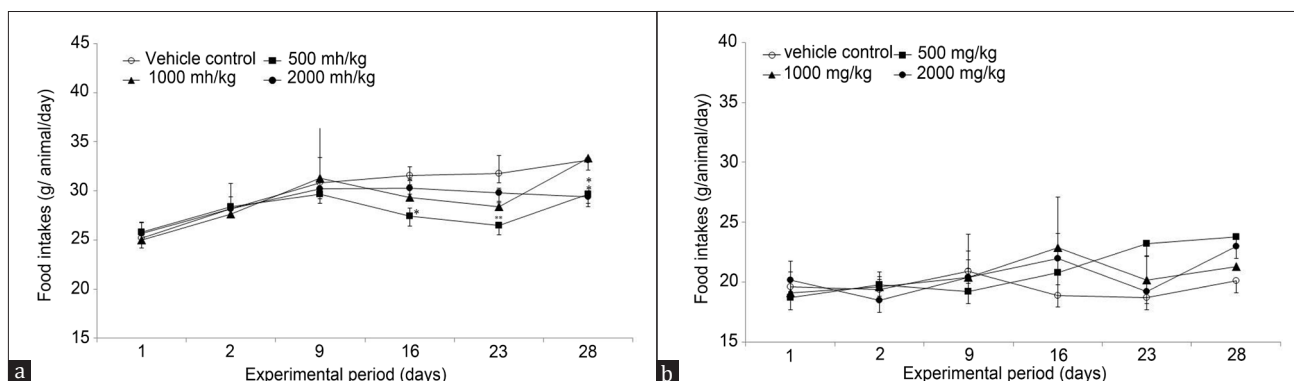 45
40
35
30
25
20
15
Food intakes (g/ animal/day)
Vehicle control
500 mh/kg
1000 mh/kg
2000 mh/kg
*
*
**
*
*
1 2 9 16 23 28
Experimental period (days)
a
40
35
30
25
20
15
Food intakes (g/animal/day)
vehicle control
500 mg/kg
1000 mg/kg
2000 mg/kg
1 2 9 16 23 28
Experimental period (days)
b